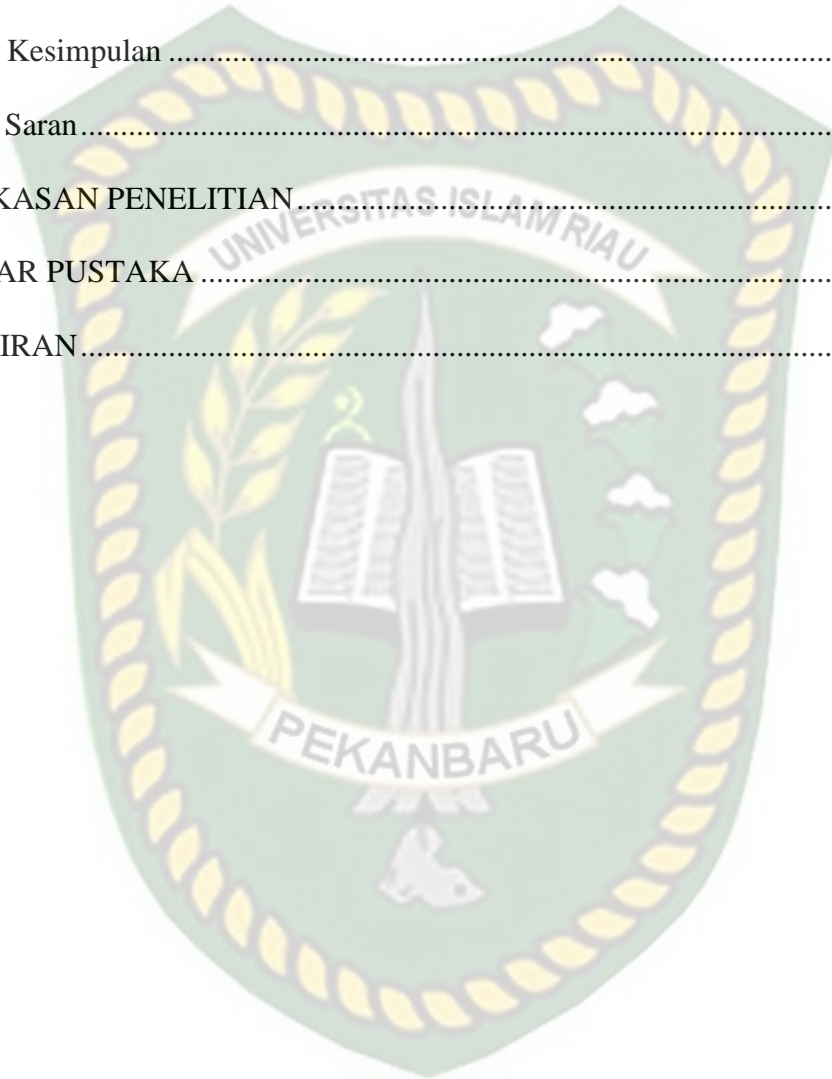 Kesimpulan ........................................................................
Saran..................................................................................
KASAN PENELITIAN..........................................................
UNIVERSITAS ISLAM RIAU
AR PUSTAKA .....................................................................
IRAN..................................................................................
PEKANBARU